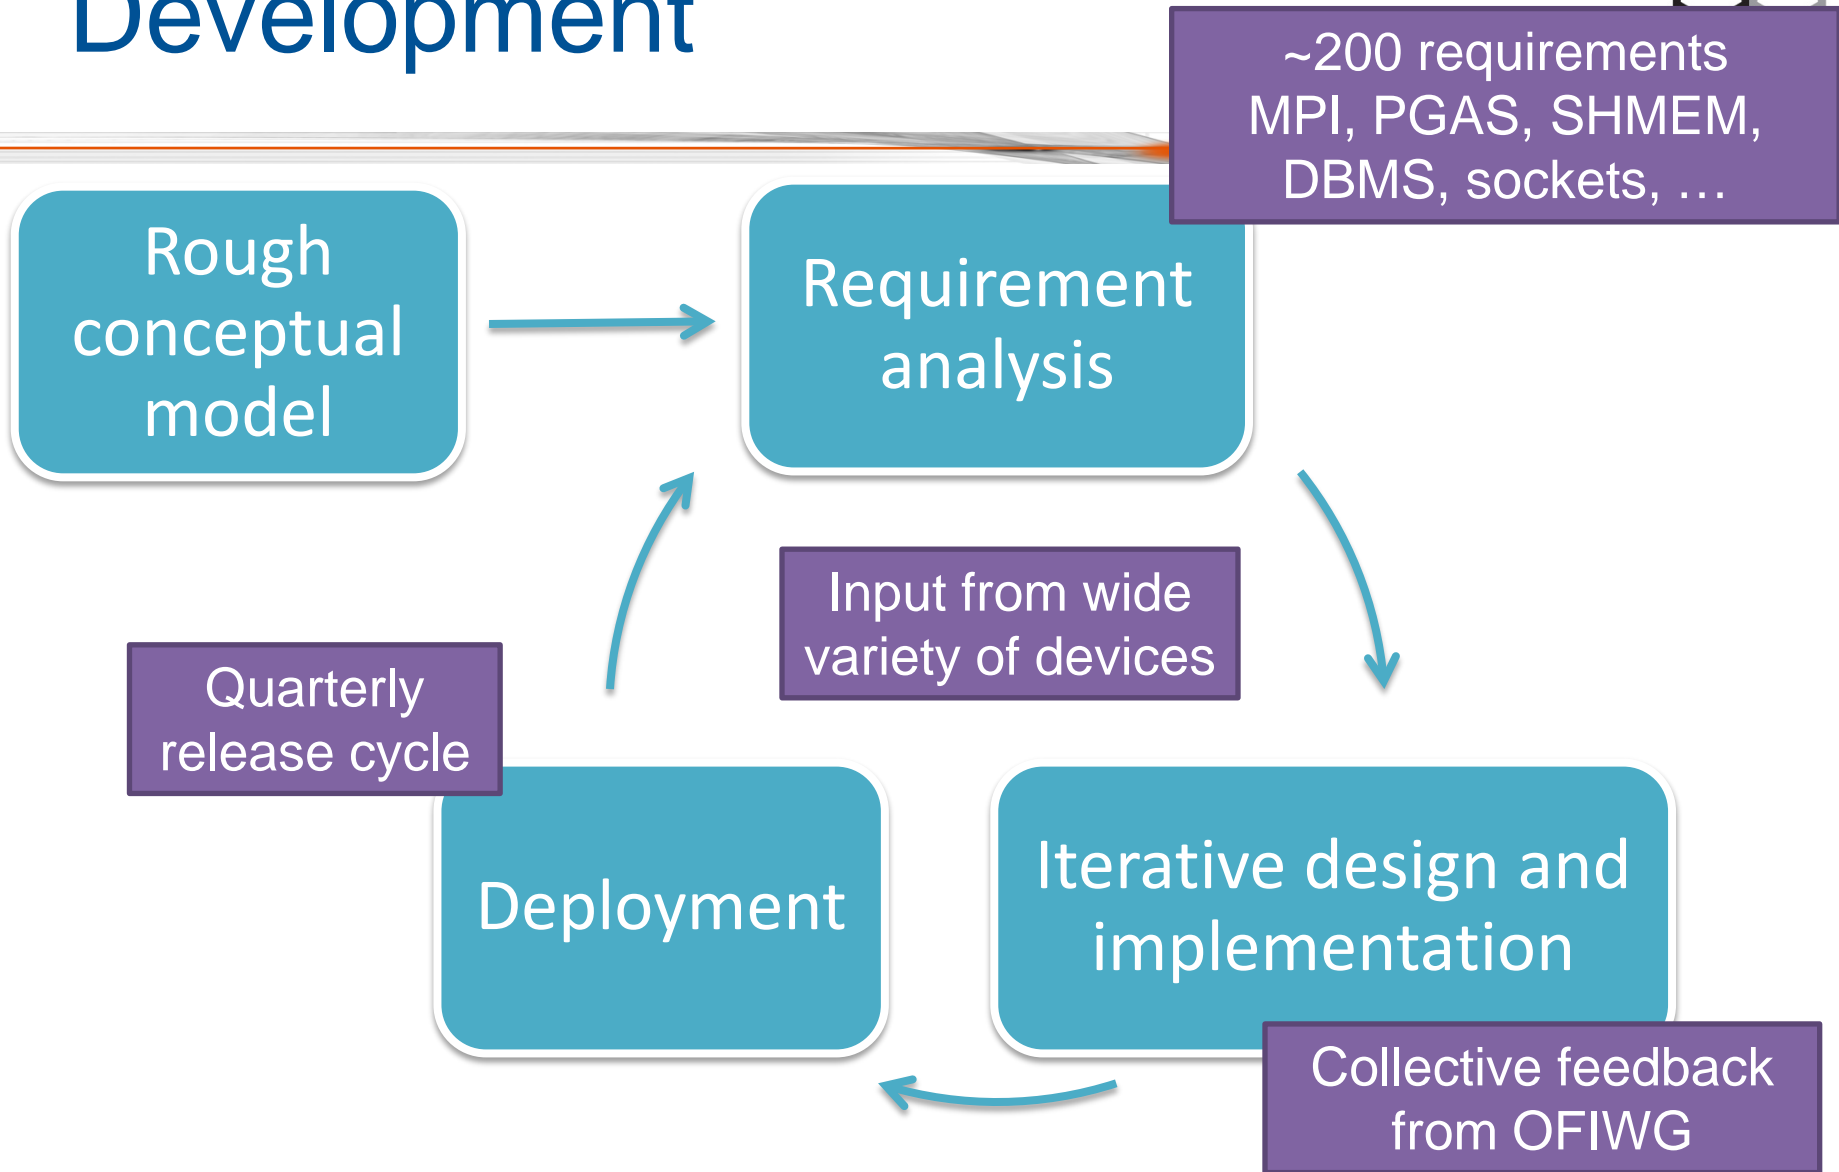 Development
~200 requirements
MPI, PGAS, SHMEM,
DBMS, sockets, …
Rough
conceptual
model
Requirement
analysis
Input from wide
variety of devices
Quarterly
release cycle
Deployment
Iterative design and
implementation
Collective feedback
from OFIWG